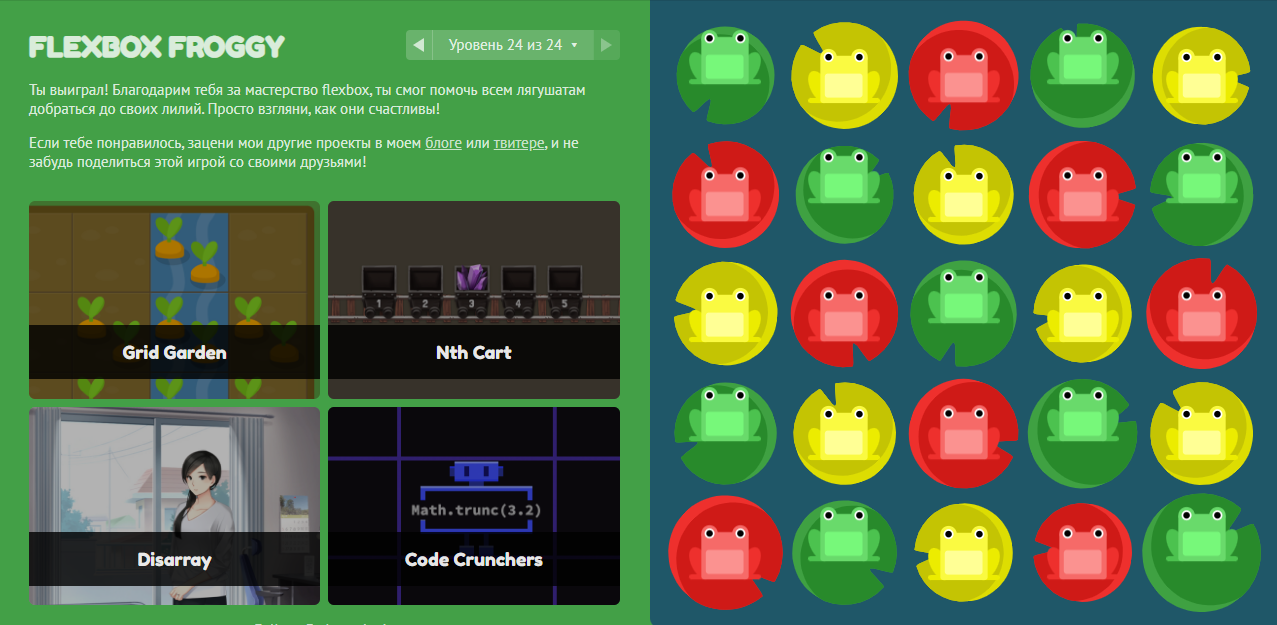 FLEXBOX FROGGY
Уровень 24 из 24
Ты выиграл! Благодарим тебя за мастерство flexbox, ты смог помочь всем лягушатам
добраться до своих лилий. Просто взгляни, как они счастливы!
Если тебе понравилось, зацени мои другие проекты в моем блоге или твитере, и не
забудь поделиться этой игрой со своими друзьями!
1 2 3 4 5
Grid Garden
Nth Cart
Math.trunc(3.2)
Disarray
Code Crunchers